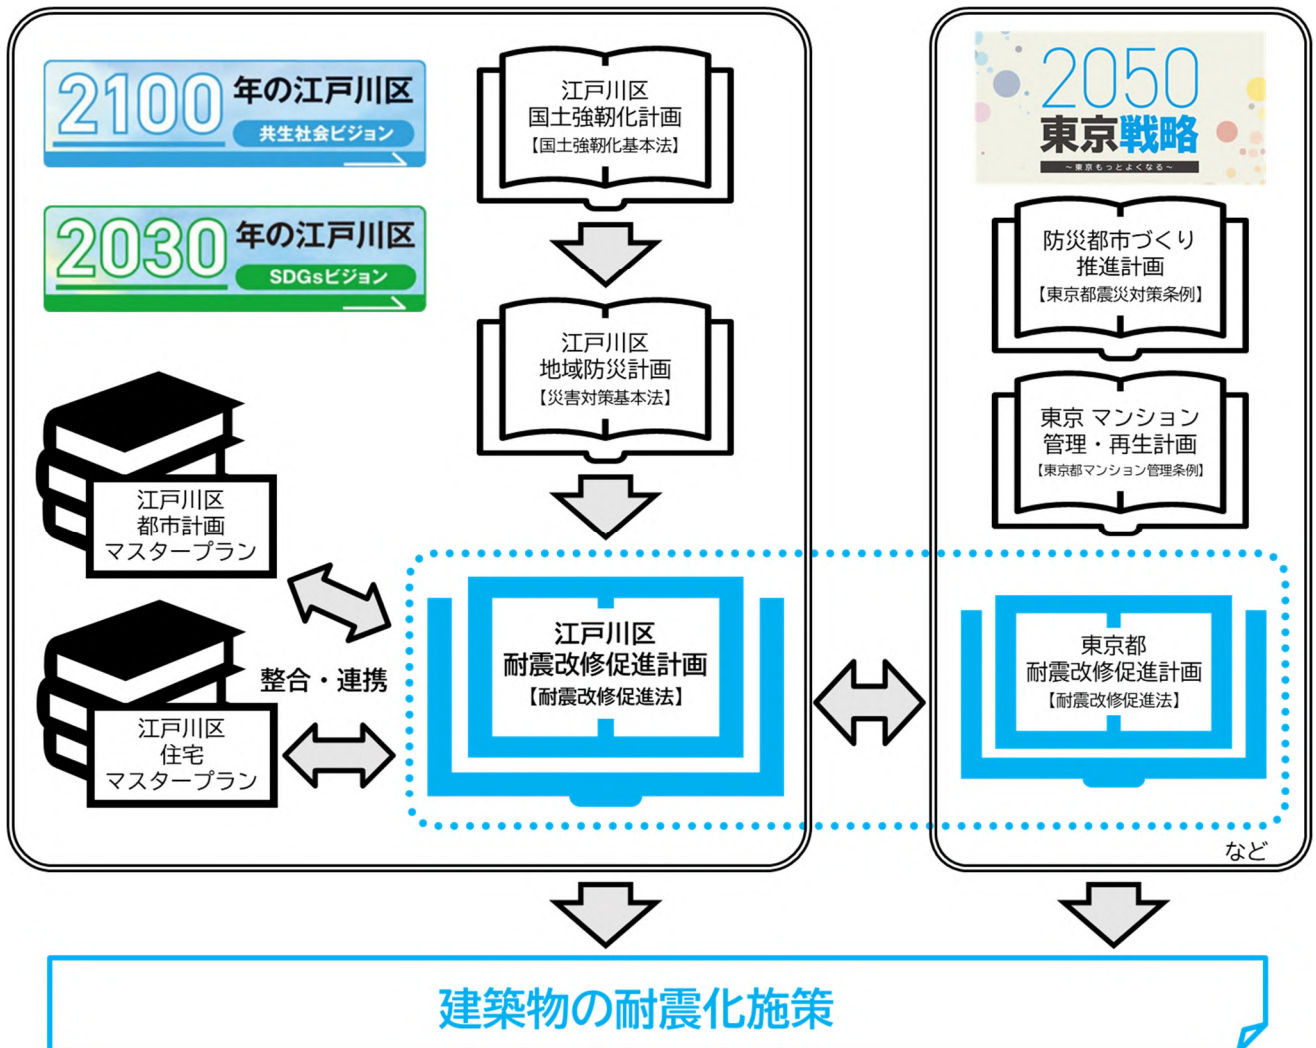 2100年の江戸川区
共生社会ビジョン
2030年の江戸川区
SDGsビジョン
江戸川区
国土強靭化計画
【国土強靭化基本法】
江戸川区
地域防災計画
【災害対策基本法】
江戸川区
都市計画
マスタープラン
江戸川区
住宅
マスタープラン
整合・連携
江戸川区
耐震改修促進計画
【耐震改修促進法】
2050
東京戦略
~東京もっとよくなる~
防災都市づくり
推進計画
【東京都震災対策条例】
東京 マンション
管理・再生計画
【東京都マンション管理条例】
東京都
耐震改修促進計画
【耐震改修促進法】
など
建築物の耐震化施策